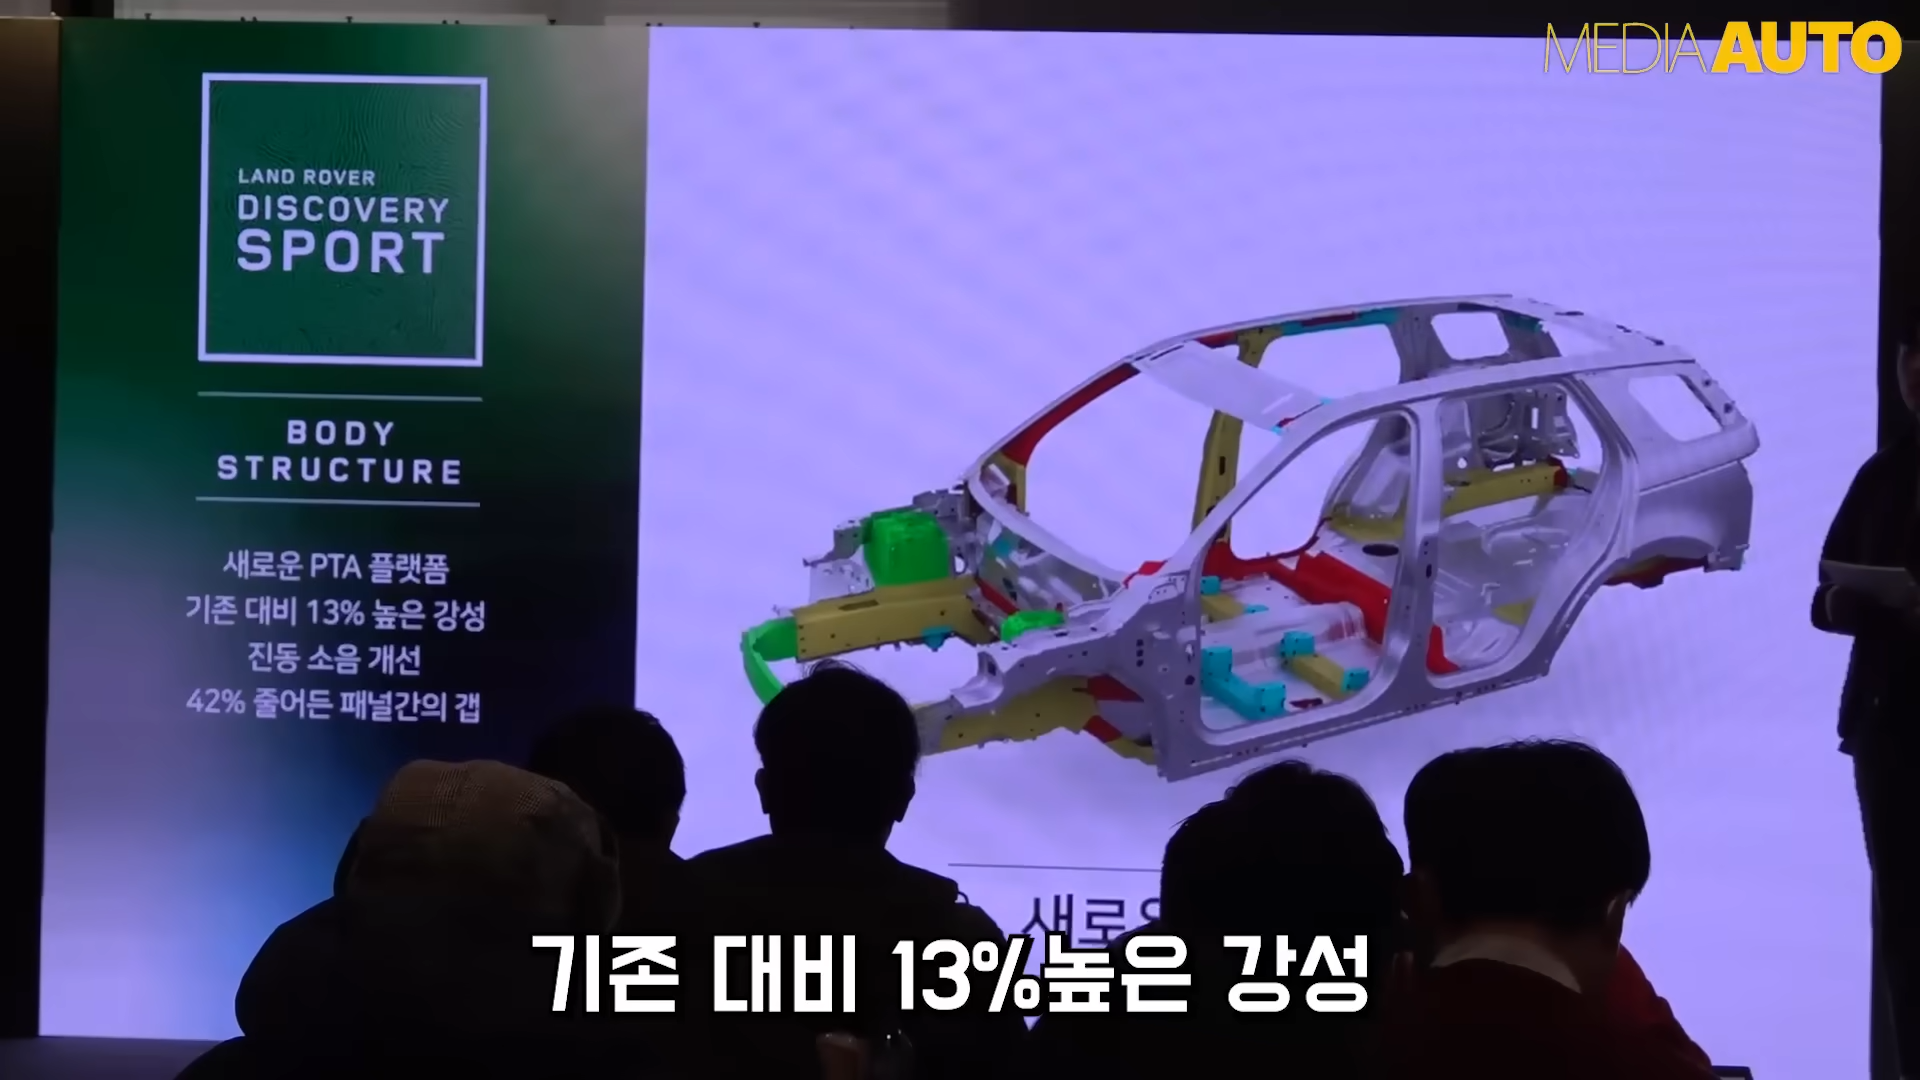 MEDIA AUTO
LAND ROVER
DISCOVERY
SPORT
BODY
STRUCTURE
새로운 PTA 플랫폼
기존 대비 13% 높은 강성
진동 소음 개선
42% 줄어든 패널간의 갭
기존 대비 13%높은 강성